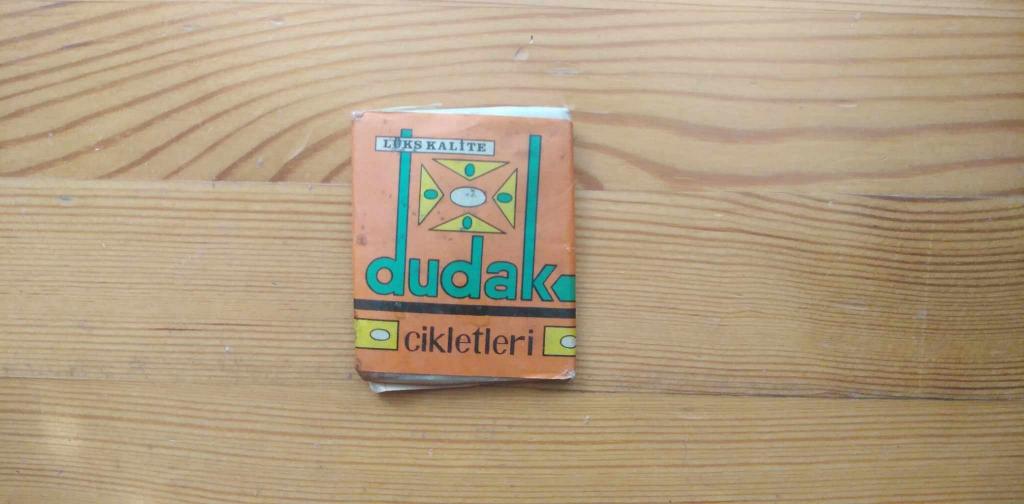 LÜKS KALİTE
dudak
cikletleri